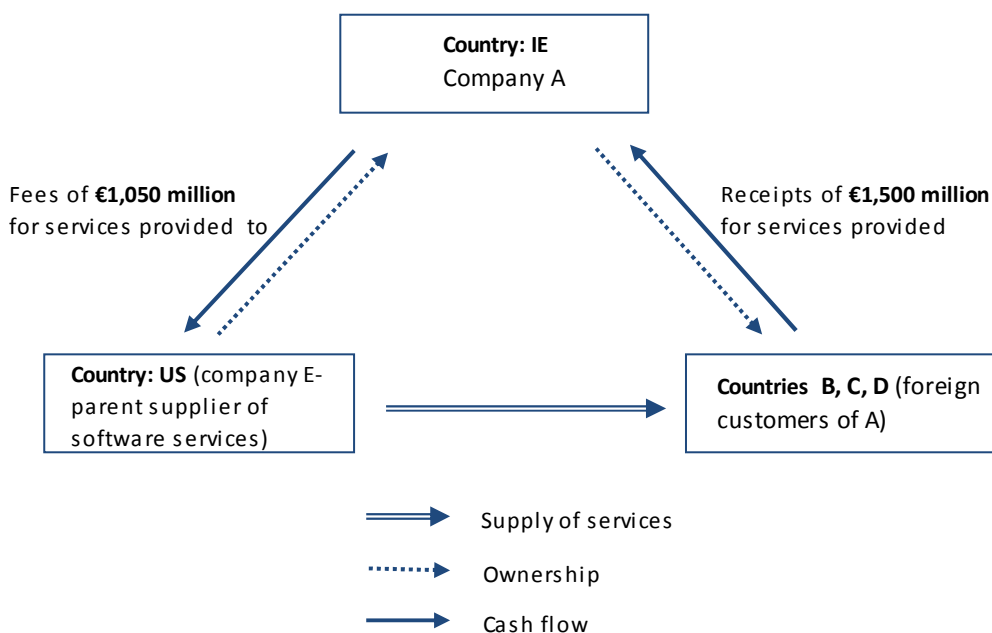 Country: IE
Company A
Fees of €1,050 million
for services provided to
Receipts of €1,500 million
for services provided
Country: US (company E-
parent supplier of
software services)
Countries B, C, D (foreign
customers of A)
Supply of services
Ownership
Cash flow